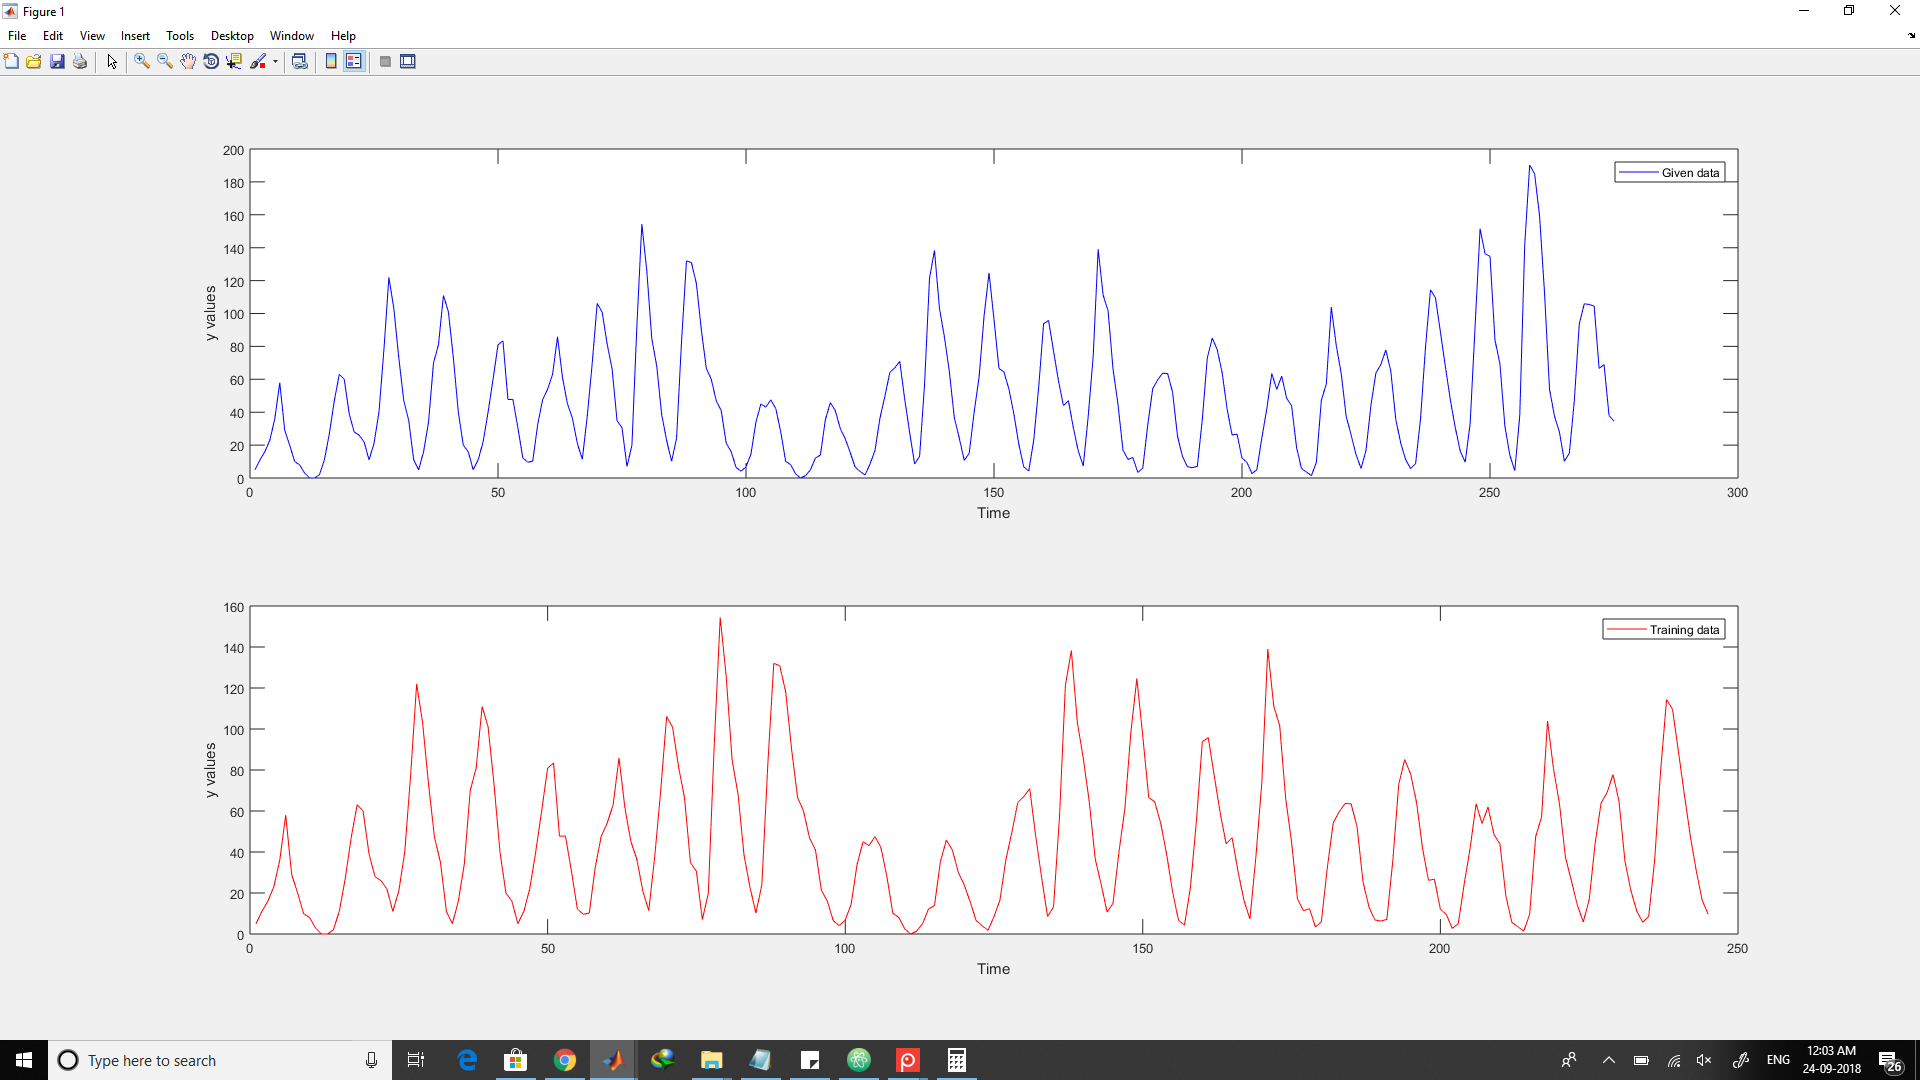 Figure 1
File Edit View Insert Tools Desktop Window Help
200
180
160
140
120
100
80
60
40
20
0
y values
Given data
0 50 100 150 200 250 300
Time
160
140
120
100
80
60
40
20
0
y values
Training data
0 50 100 150 200 250
Time
Type here to search
ENG
12:03 AM
24-09-2018
26